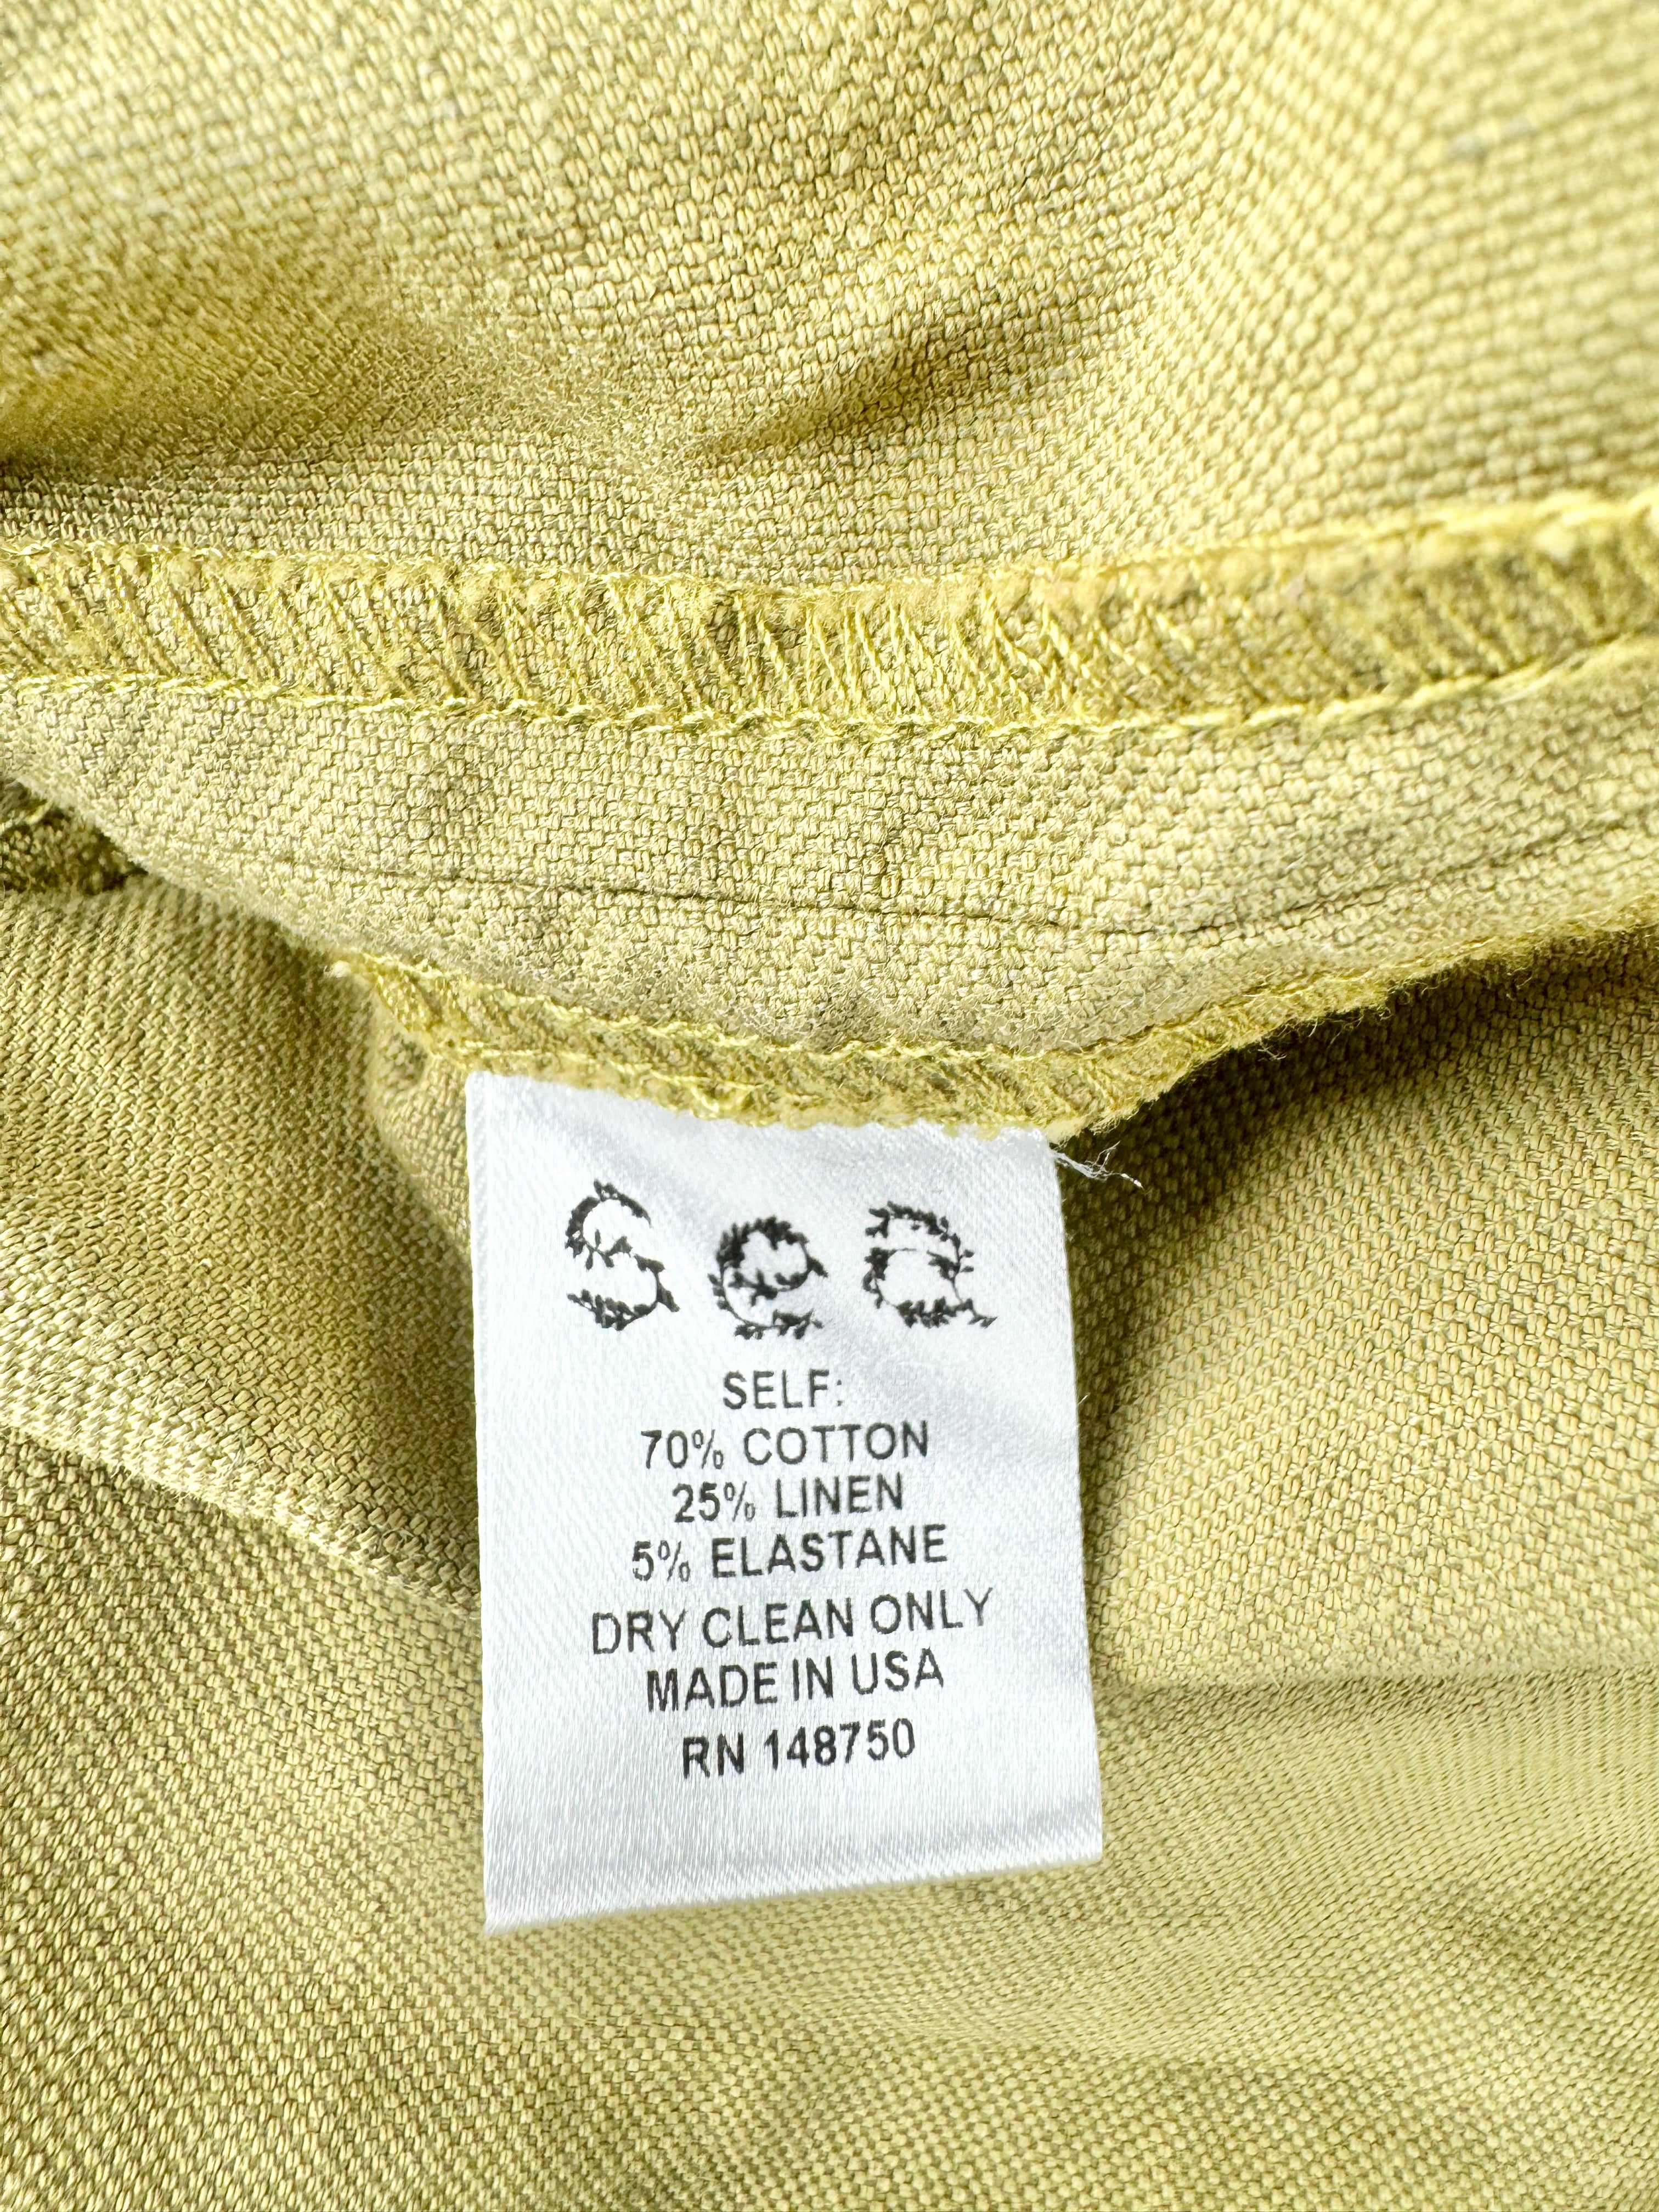 Sea
SELF:
70% COTTON
25% LINEN
5% ELASTANE
DRY CLEAN ONLY
MADE IN USA
RN 148750